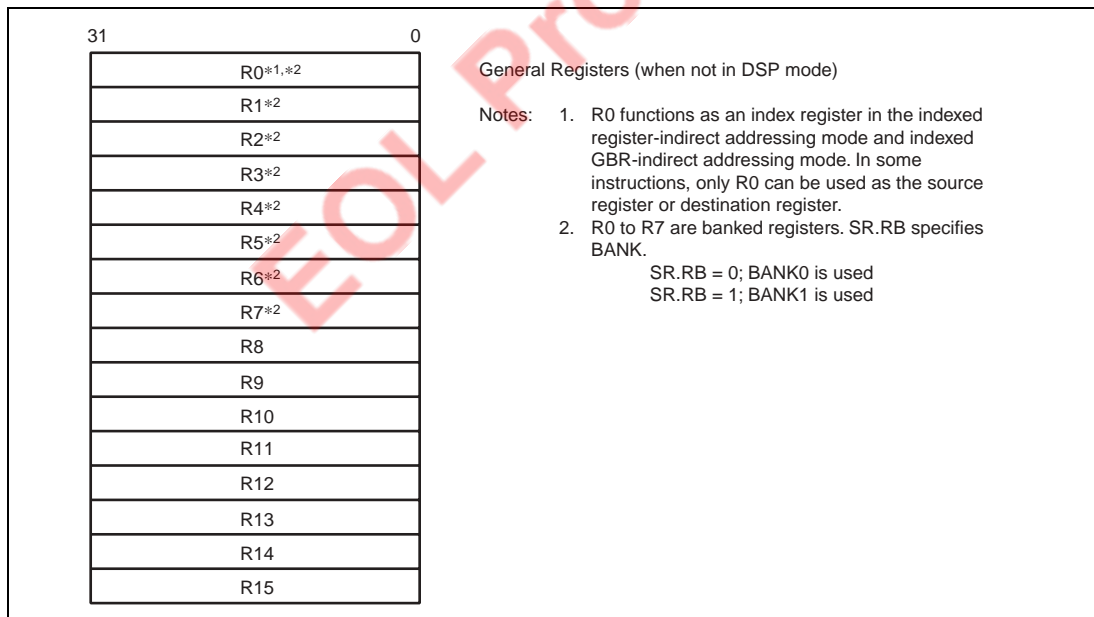 31 0
R0*1,*2
R1*2
R2*2
R3*2
R4*2
R5*2
R6*2
R7*2
R8
R9
R10
R11
R12
R13
R14
R15
General Registers (when not in DSP mode)
Notes: 1. R0 functions as an index register in the indexed
register-indirect addressing mode and indexed
GBR-indirect addressing mode. In some
instructions, only R0 can be used as the source
register or destination register.
2. R0 to R7 are banked registers. SR.RB specifies
BANK.
SR.RB = 0; BANK0 is used
SR.RB = 1; BANK1 is used
EOL Pro